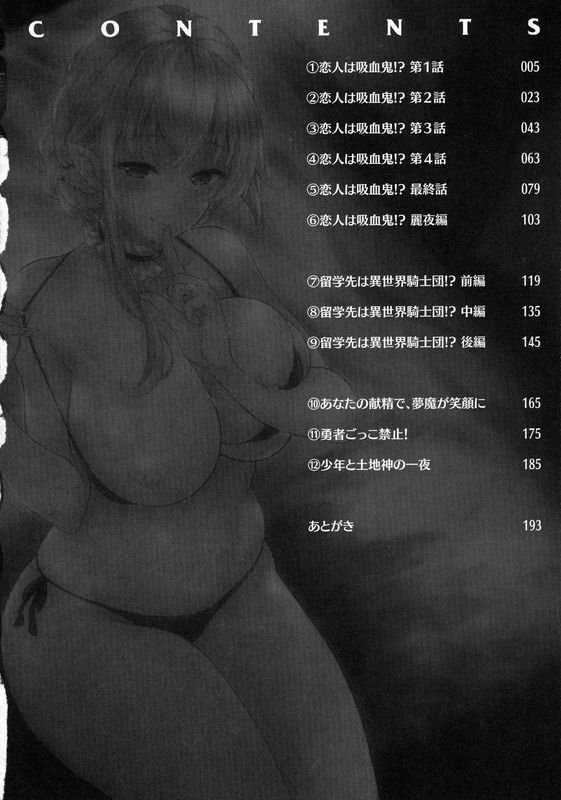 CONTENTS
①恋人は吸血鬼!? 第1話 005
②恋人は吸血鬼!? 第2話 023
③恋人は吸血鬼!? 第3話 043
④恋人は吸血鬼!? 第4話 063
⑤恋人は吸血鬼!? 最終話 079
⑥恋人は吸血鬼!? 麗夜編 103
⑦留学先は異世界騎士団!? 前編 119
⑧留学先は異世界騎士団!? 中編 135
⑨留学先は異世界騎士団!? 後編 145
⑩あなたの献精で、夢魔が笑顔に 165
⑪勇者ごっこ禁止! 175
⑫少年と土地神の一夜 185
あとがき 193